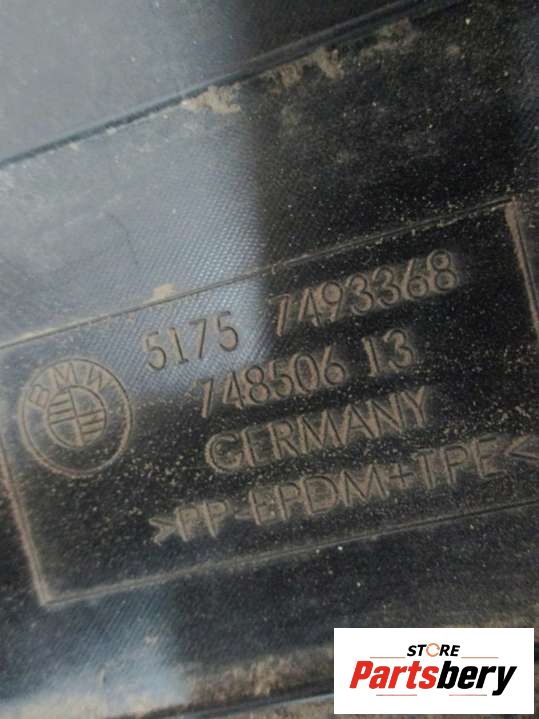 BMW
5175 7493368
748506 13
GERMANY
>PP-EPDM+TPE<
STORE
Partsbery